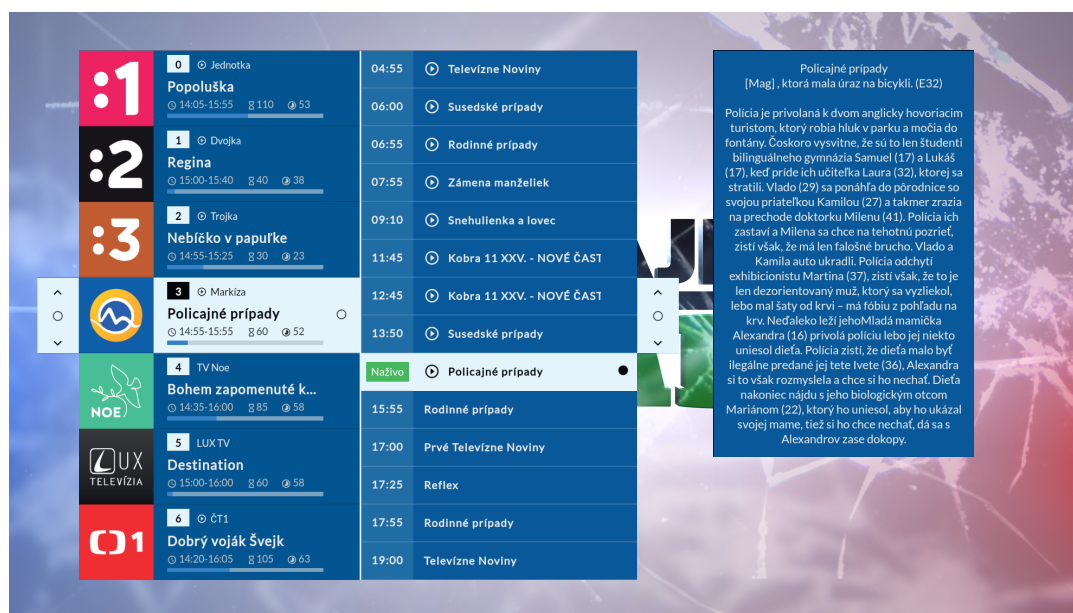 :1
0 Jednotka
Popoluška
14:05-15:55 110 53
:2
1 Dvojka
Regina
15:00-15:40 40 38
:3
2 Trojka
Nebíčko v papuľke
14:55-15:25 30 23
3 Markíza
Policajné prípady
14:55-15:55 60 52
NOE
4 TV Noe
Bohem zapomenuté k...
14:35-16:00 85 58
LUX
TELEVÍZIA
5 LUX TV
Destination
15:00-16:00 60 58
1
6 ČT1
Dobrý voják Švejk
14:20-16:05 105 63
04:55 Televízne Noviny
06:00 Susedské prípady
06:55 Rodinné prípady
07:55 Zámena manželiek
09:10 Snehulienka a lovec
11:45 Kobra 11 XXV. - NOVÉ ČAST
12:45 Kobra 11 XXV. - NOVÉ ČAST
13:50 Susedské prípady
Naživo Policajné prípady
15:55 Rodinné prípady
17:00 Prvé Televízne Noviny
17:25 Reflex
17:55 Rodinné prípady
19:00 Televízne Noviny
Policajné prípady
[Mag] , ktorá mala úraz na bicykli. (E32)
Polícia je privolaná k dvom anglicky hovoriacim
turistom, ktorý robia hluk v parku a močia do
fontány. Čoskoro vysvitne, že sú to len študenti
bilinguálneho gymnázia Samuel (17) a Lukáš
(17), keď príde ich učiteľka Laura (32), ktorej sa
stratili. Vlado (29) sa ponáhľa do pôrodnice so
svojou priateľkou Kamilou (27) a takmer zrazia
na prechode doktorku Milenu (41). Polícia ich
zastaví a Milena sa chce na tehotnú pozrieť,
zistí však, že má len falošné brucho. Vlado a
Kamila auto ukradli. Polícia odchytí
exhibicionistu Martina (37), zistí však, že to je
len dezorientovaný muž, ktorý sa vyzliekol,
lebo mal šaty od krvi – má fóbiu z pohľadu na
krv. Neďaleko leží jehoMladá mamička
Alexandra (16) privolá políciu lebo jej niekto
uniesol dieťa. Polícia zistí, že dieťa malo byť
ilegálne predané jej tete Ivete (36), Alexandra
si to však rozmyslela a chce si ho nechať. Dieťa
nakoniec nájdu s jeho biologickým otcom
Mariánom (22), ktorý ho uniesol, aby ho ukázal
svojej mame, tiež si ho chce nechať, dá sa s
Alexandrov zase dokopy.